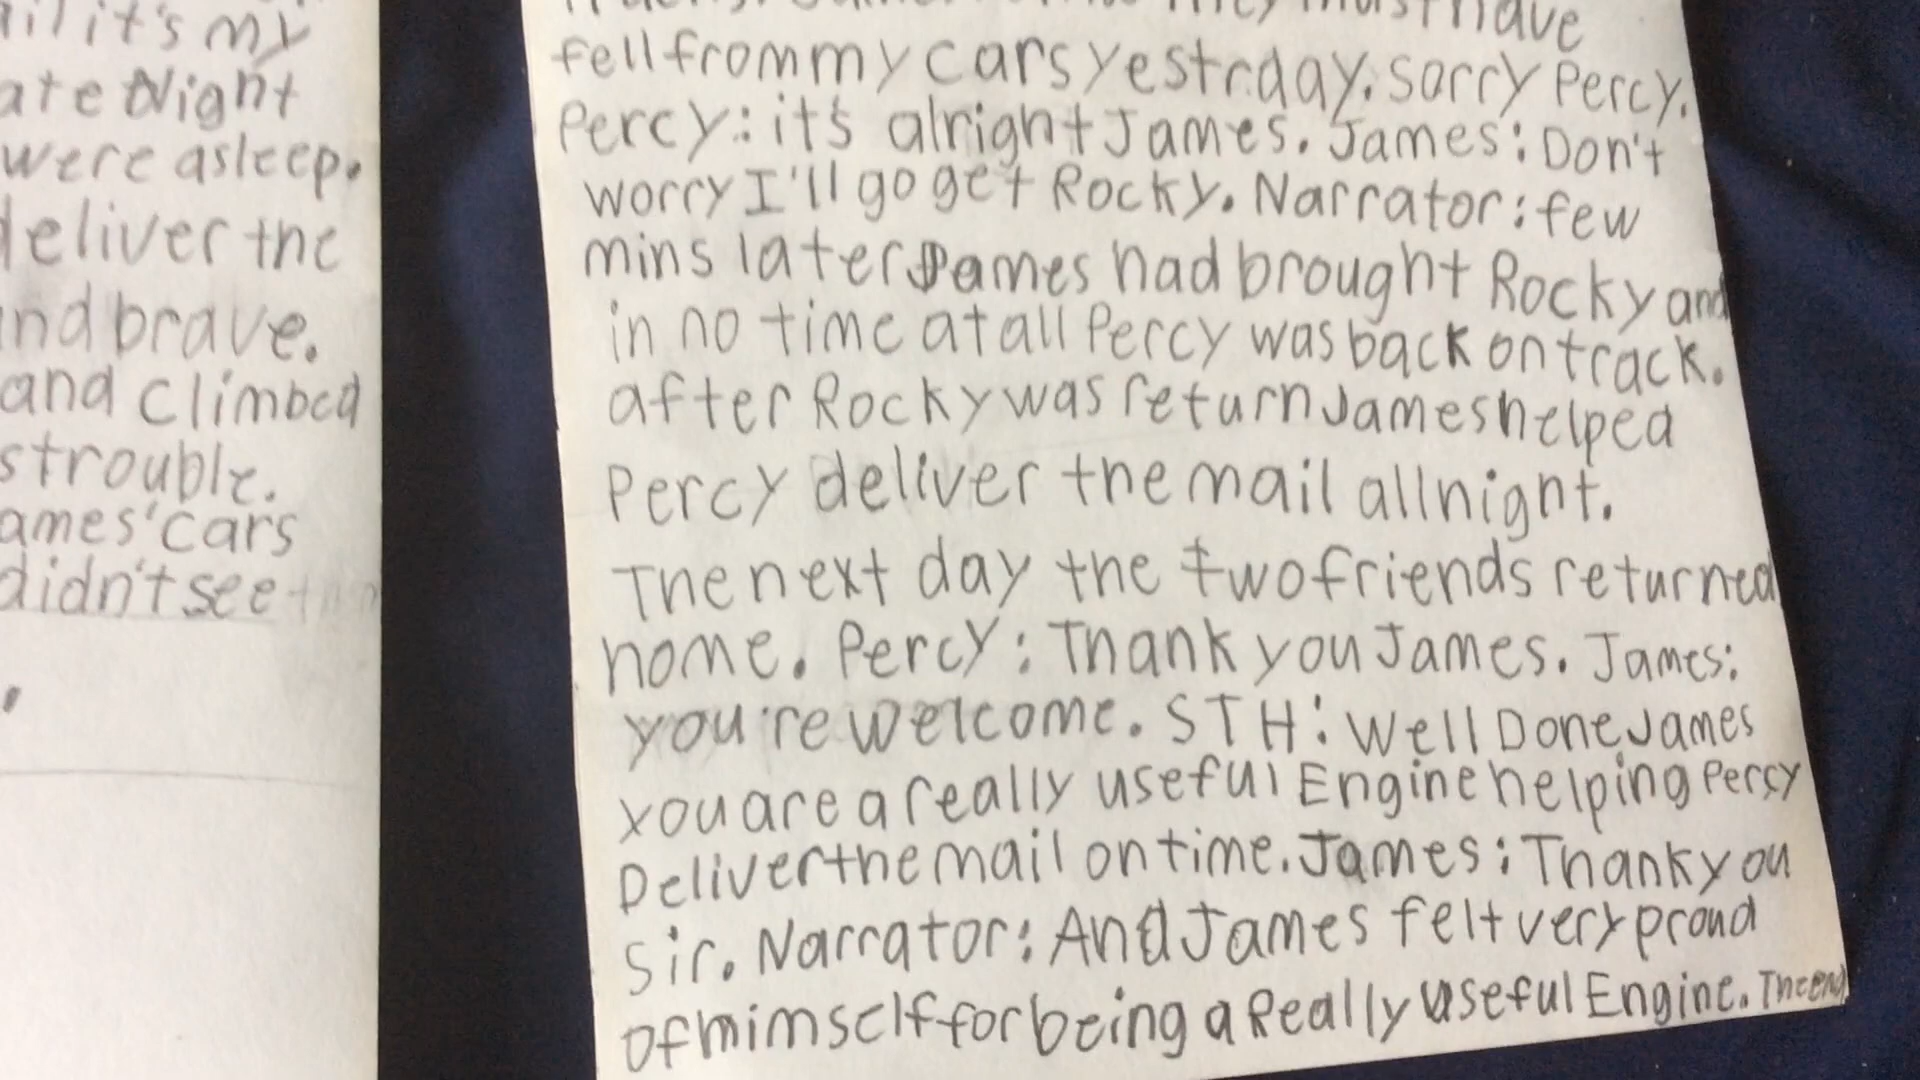 it's my
ate Night
were asleep.
deliver the
and brave.
and climbed
s trouble.
ames' cars
didn't see
must have
fell from my cars yestrday. sorry Percy.
Percy: it's alright James. James: Don't
worry I'll go get Rocky. Narrator: few
mins later James had brought Rocky and
in no time at all Percy was back on track.
after Rocky was return James helped
Percy deliver the mail all night.
The next day the two friends returned
home. Percy: Thank you James. James:
you're welcome. STH: Well Done James
you are a really useful Engine helping Percy
Deliver the mail on time. James: Thank you
Sir. Narrator: And James felt very proud
Of himself for being a Really useful Engine. The end